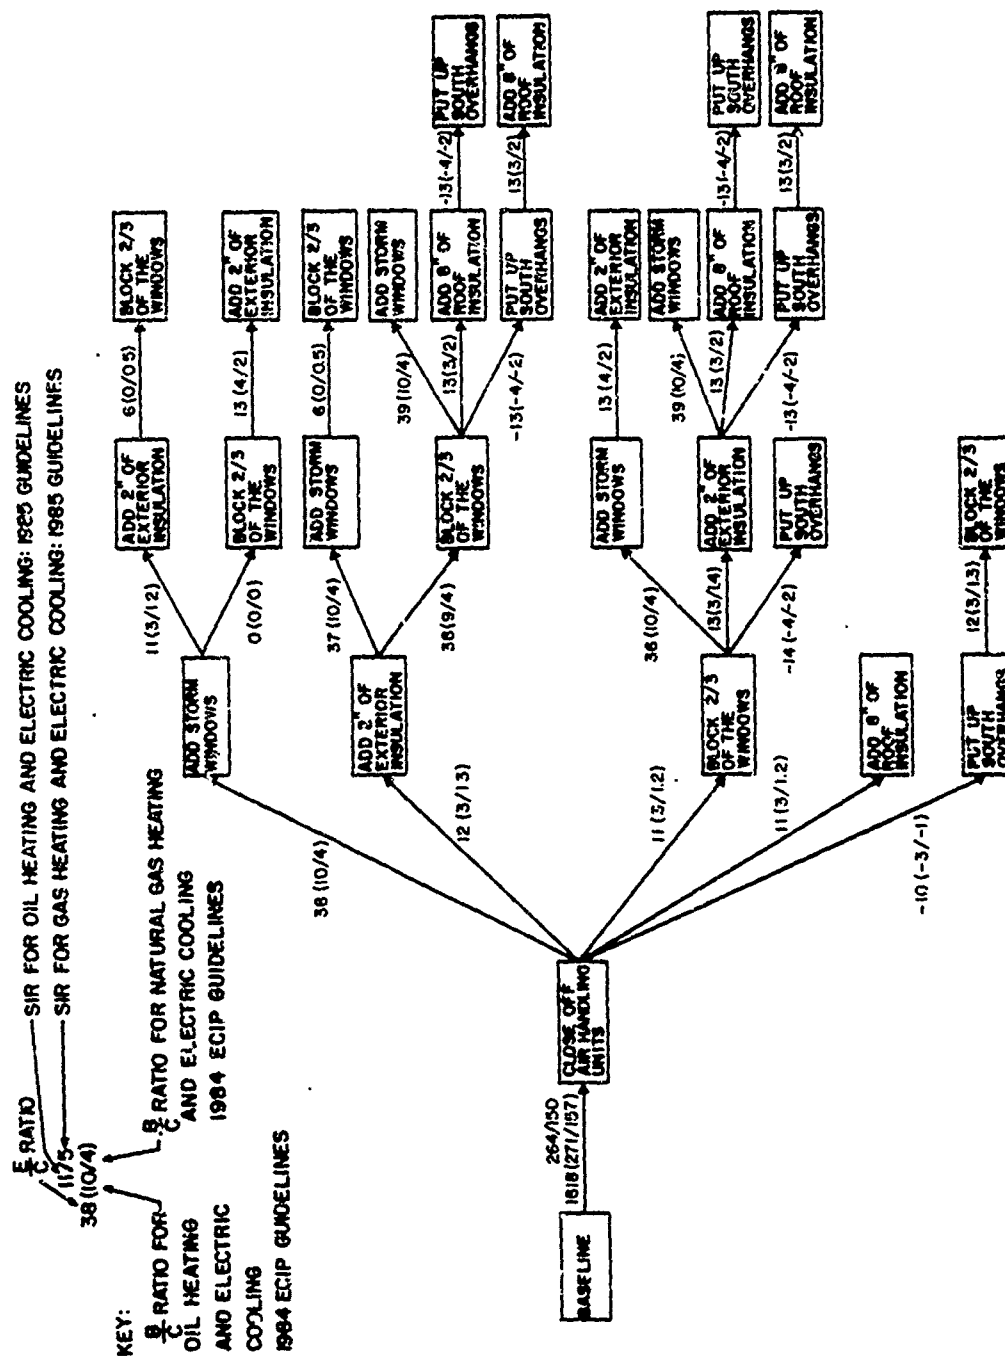 KEY:
E/C RATIO
SIR FOR OIL HEATING AND ELECTRIC COOLING: 1985 GUIDELINES
SIR FOR GAS HEATING AND ELECTRIC COOLING: 1985 GUIDELINES
11/5
38(10/4)
B/C RATIO FOR
OIL HEATING
AND ELECTRIC
COOLING
1984 ECIP GUIDELINES
B/C RATIO FOR NATURAL GAS HEATING
AND ELECTRIC COOLING
1984 ECIP GUIDELINES
BASELINE
264/150
1618(271/157)
CLOSE OFF
AIR HANDLING
UNITS
38(10/4)
12 (3/1.3)
11 (3/1.2)
11 (3/1.2)
-10 (-3/-1)
ADD STORM
WINDOWS
ADD 2" OF
EXTERIOR
INSULATION
BLOCK 2/3
OF THE
WINDOWS
ADD 8" OF
ROOF
INSULATION
PUT UP
SOUTH
OVERHANGS
11(3/1.2)
0(0/0)
37(10/4)
38(9/4)
36(10/4)
13(3/1.4)
-14(-4/-2)
12(3/1.3)
ADD 2" OF
EXTERIOR
INSULATION
BLOCK 2/3
OF THE
WINDOWS
ADD STORM
WINDOWS
BLOCK 2/3
OF THE
WINDOWS
ADD STORM
WINDOWS
ADD 2" OF
EXTERIOR
INSULATION
PUT UP
SOUTH
OVERHANGS
BLOCK 2/3
OF THE
WINDOWS
6(0/0.5)
13 (4/2)
6(0/0.5)
39(10/4)
13(3/2)
-13(-4/-2)
13(4/2)
39(10/4)
13 (3/2)
-13(-4/-2)
BLOCK 2/3
OF THE
WINDOWS
ADD 2" OF
EXTERIOR
INSULATION
BLOCK 2/3
OF THE
WINDOWS
ADD STORM
WINDOWS
ADD 8" OF
ROOF
INSULATION
PUT UP
SOUTH
OVERHANGS
ADD 2" OF
EXTERIOR
INSULATION
ADD STORM
WINDOWS
ADD 8" OF
ROOF
INSULATION
PUT UP
SOUTH
OVERHANGS
-13(-4/-2)
13(3/2)
-13(-4/-2)
13(3/2)
PUT UP
SOUTH
OVERHANGS
ADD 8" OF
ROOF
INSULATION
PUT UP
SOUTH
OVERHANGS
ADD 8" OF
ROOF
INSULATION